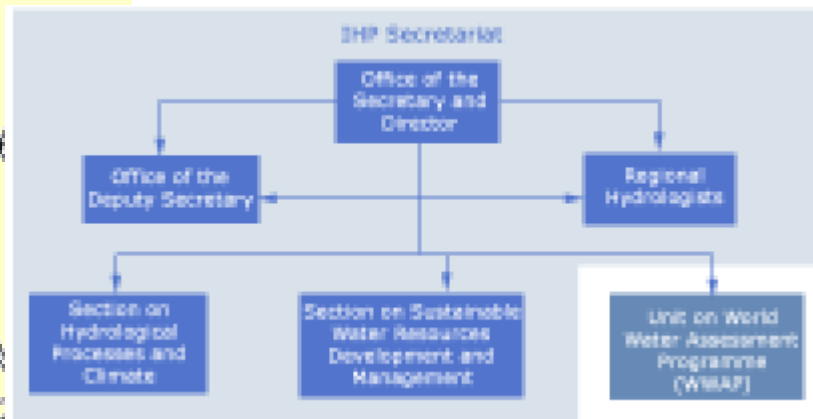 IHP Secretariat
Office of the
Secretary and
Director
Office of the
Deputy Secretary
Regional
Hydrologists
Section on
Hydrological
Processes and
Climate
Section on Sustainable
Water Resources
Development and
Management
Unit on World
Water Assessment
Programme
(WWAP)